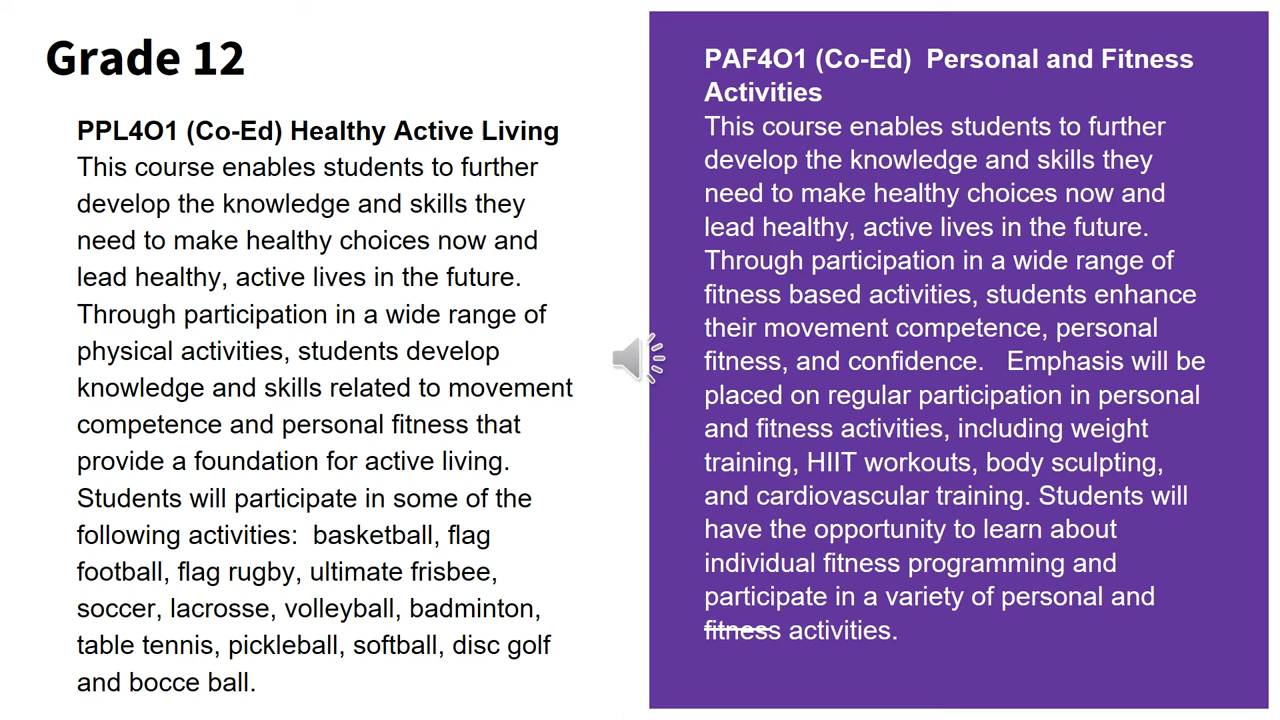 Grade 12
PPL4O1 (Co-Ed) Healthy Active Living
This course enables students to further
develop the knowledge and skills they
need to make healthy choices now and
lead healthy, active lives in the future.
Through participation in a wide range of
physical activities, students develop
knowledge and skills related to movement
competence and personal fitness that
provide a foundation for active living.
Students will participate in some of the
following activities:  basketball, flag
football, flag rugby, ultimate frisbee,
soccer, lacrosse, volleyball, badminton,
table tennis, pickleball, softball, disc golf
and bocce ball.
PAF4O1 (Co-Ed)  Personal and Fitness
Activities
This course enables students to further
develop the knowledge and skills they
need to make healthy choices now and
lead healthy, active lives in the future.
Through participation in a wide range of
fitness based activities, students enhance
their movement competence, personal
fitness, and confidence.   Emphasis will be
placed on regular participation in personal
and fitness activities, including weight
training, HIIT workouts, body sculpting,
and cardiovascular training. Students will
have the opportunity to learn about
individual fitness programming and
participate in a variety of personal and
fitness activities.